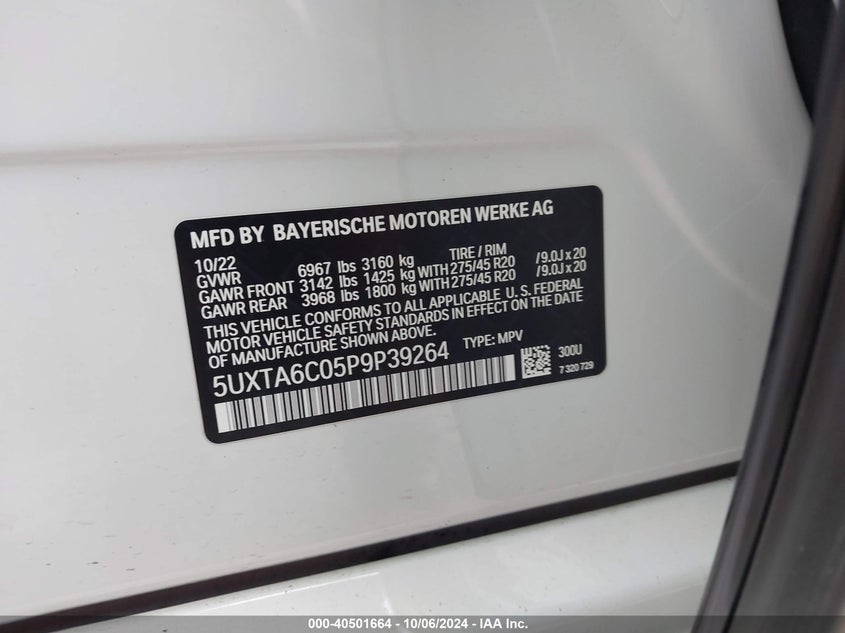 MFD BY BAYERISCHE MOTOREN WERKE AG
10/22
GVWR 6967 lbs 3160 kg TIRE / RIM
GAWR FRONT 3142 lbs 1425 kg WITH 275/45 R20 /9.0J x 20
GAWR REAR 3968 lbs 1800 kg WITH 275/45 R20 /9.0J x 20
THIS VEHICLE CONFORMS TO ALL APPLICABLE U.S. FEDERAL
MOTOR VEHICLE SAFETY STANDARDS IN EFFECT ON THE DATE
OF MANUFACTURE SHOWN ABOVE.
5UXTA6C05P9P39264 TYPE: MPV
300U
7 320 729
000-40501664 - 10/06/2024 - IAA Inc.